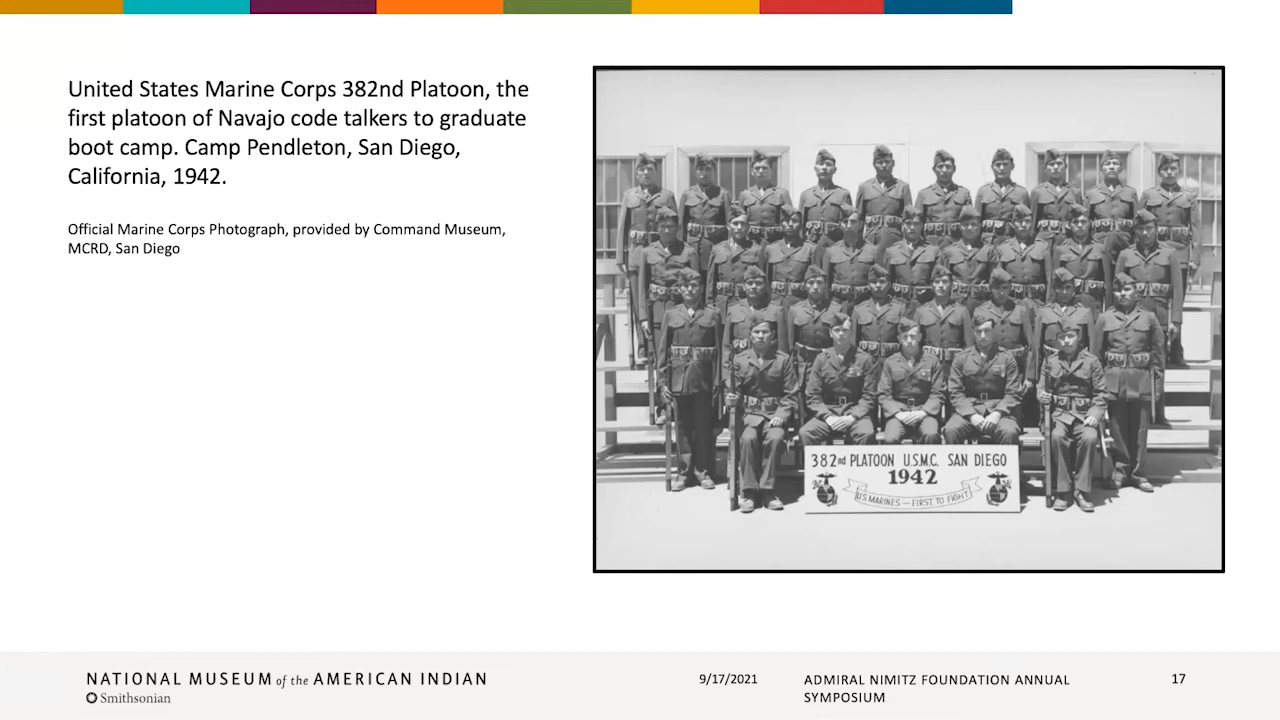 United States Marine Corps 382nd Platoon, the
first platoon of Navajo code talkers to graduate
boot camp. Camp Pendleton, San Diego,
California, 1942.
Official Marine Corps Photograph, provided by Command Museum,
MCRD, San Diego
382nd PLATOON U.S.M.C. SAN DIEGO
1942
U.S. MARINES — FIRST TO FIGHT
NATIONAL MUSEUM of the AMERICAN INDIAN
Smithsonian
9/17/2021
ADMIRAL NIMITZ FOUNDATION ANNUAL
SYMPOSIUM
17